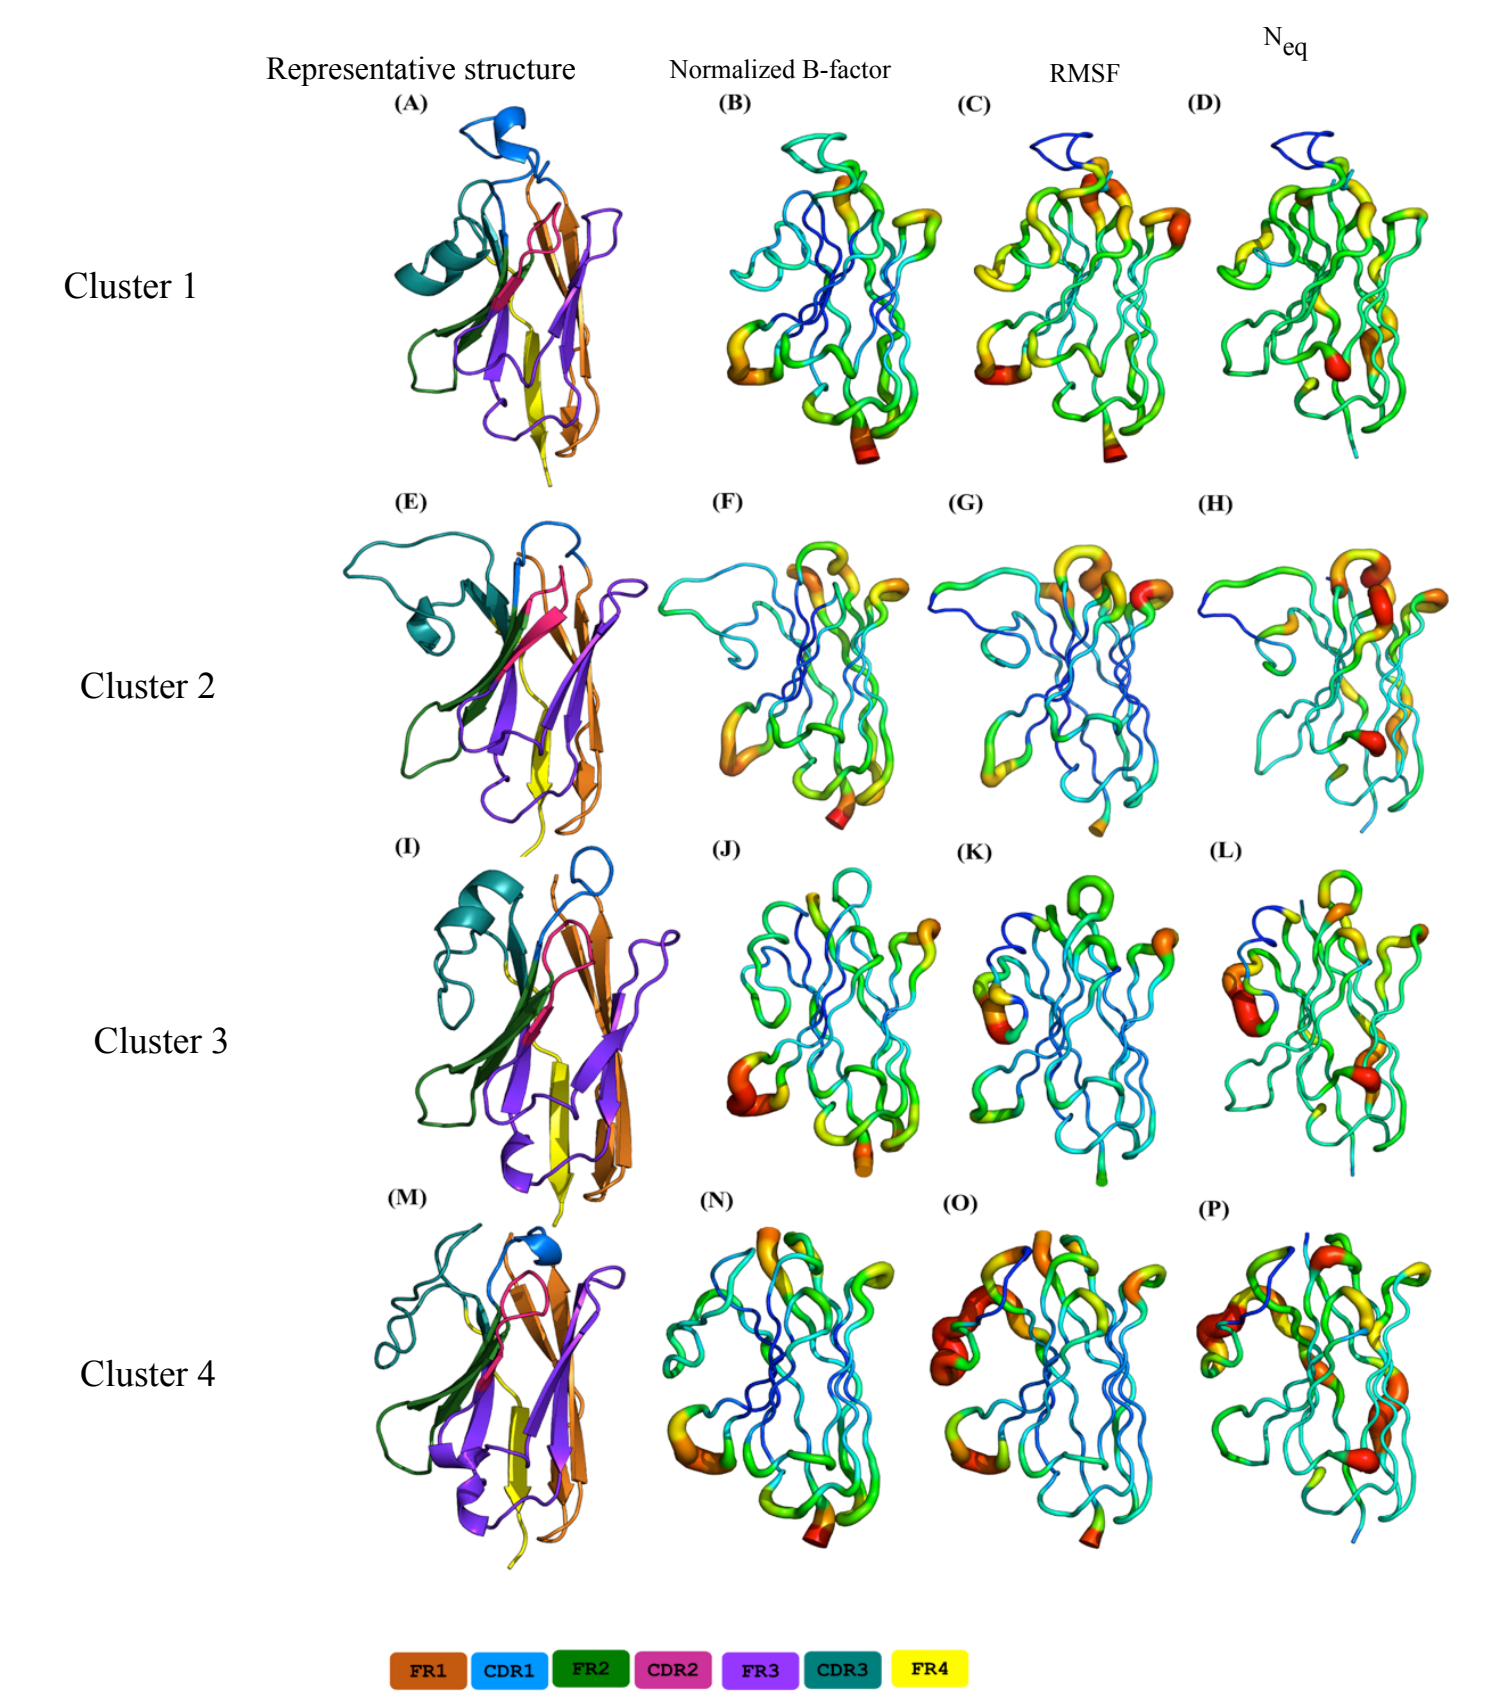 N_eq
Representative structure
Normalized B-factor
RMSF
(A)
(B)
(C)
(D)
Cluster 1
(E)
(F)
(G)
(H)
Cluster 2
(I)
(J)
(K)
(L)
Cluster 3
(M)
(N)
(O)
(P)
Cluster 4
FR1
CDR1
FR2
CDR2
FR3
CDR3
FR4